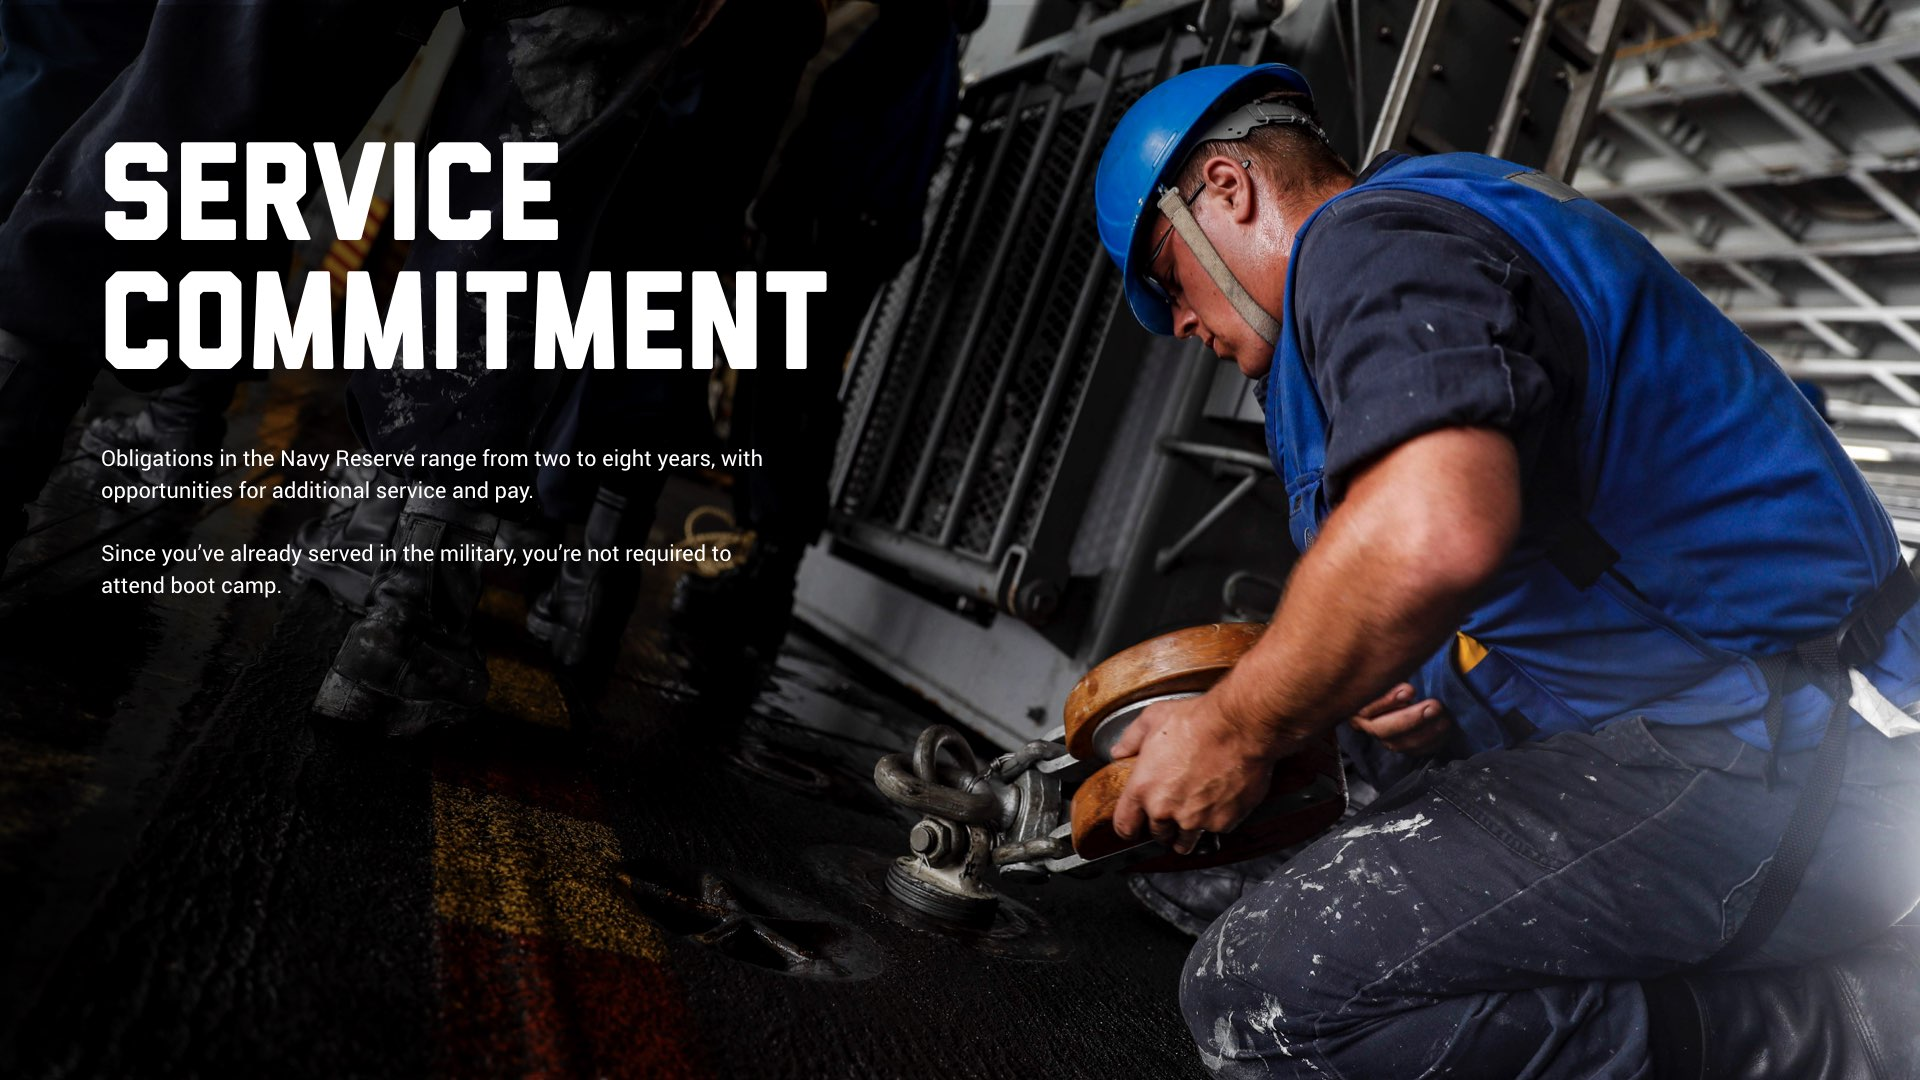 SERVICE
COMMITMENT
Obligations in the Navy Reserve range from two to eight years, with
opportunities for additional service and pay.
Since you’ve already served in the military, you’re not required to
attend boot camp.